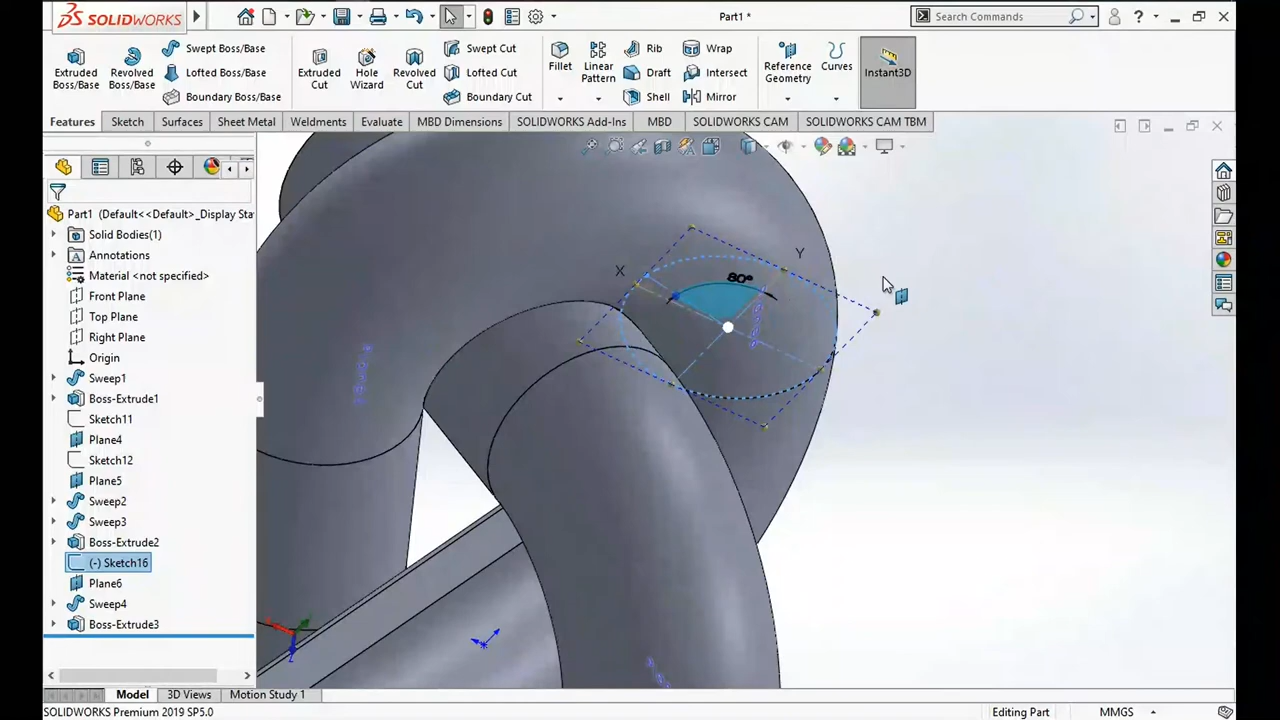 SOLIDWORKS
Part1 *
Search Commands
Extruded Boss/Base
Revolved Boss/Base
Swept Boss/Base
Lofted Boss/Base
Boundary Boss/Base
Extruded Cut
Hole Wizard
Revolved Cut
Swept Cut
Lofted Cut
Boundary Cut
Fillet
Linear Pattern
Rib
Draft
Shell
Wrap
Intersect
Mirror
Reference Geometry
Curves
Instant3D
Features
Sketch
Surfaces
Sheet Metal
Weldments
Evaluate
MBD Dimensions
SOLIDWORKS Add-Ins
MBD
SOLIDWORKS CAM
SOLIDWORKS CAM TBM
Part1 (Default<<Default>_Display Sta
Solid Bodies(1)
Annotations
Material <not specified>
Front Plane
Top Plane
Right Plane
Origin
Sweep1
Boss-Extrude1
Sketch11
Plane4
Sketch12
Plane5
Sweep2
Sweep3
Boss-Extrude2
(-) Sketch16
Plane6
Sweep4
Boss-Extrude3
X
Y
80°
Z
Model
3D Views
Motion Study 1
SOLIDWORKS Premium 2019 SP5.0
Editing Part
MMGS